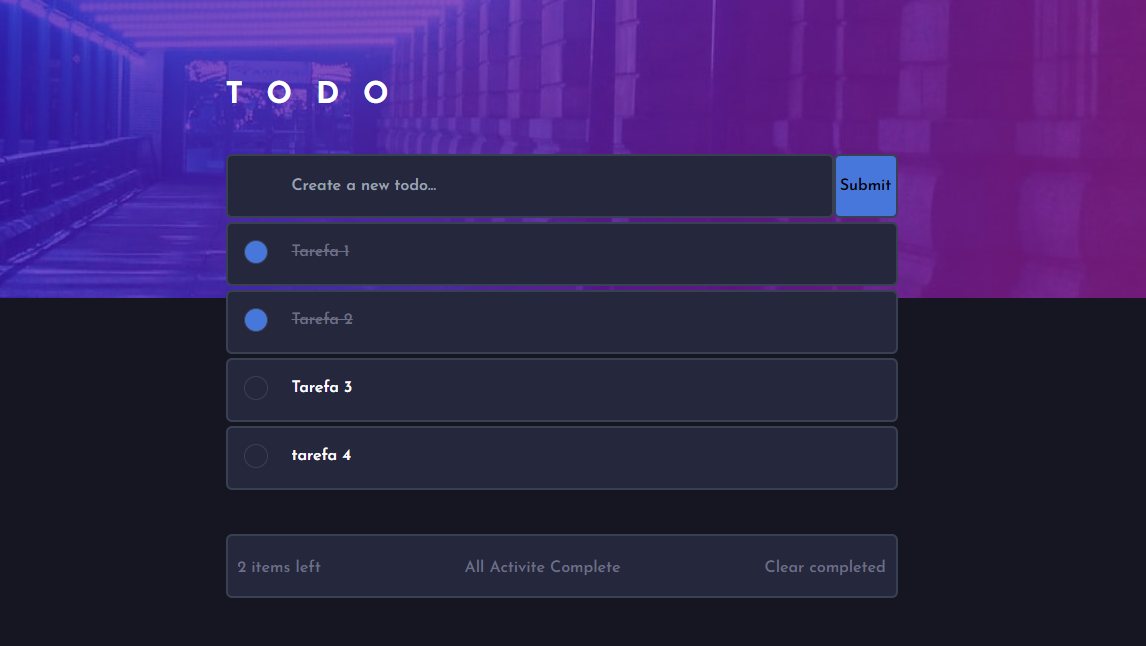 T O D O
Create a new todo...
Submit
Tarefa 1
Tarefa 2
Tarefa 3
tarefa 4
2 items left
All Activite Complete
Clear completed